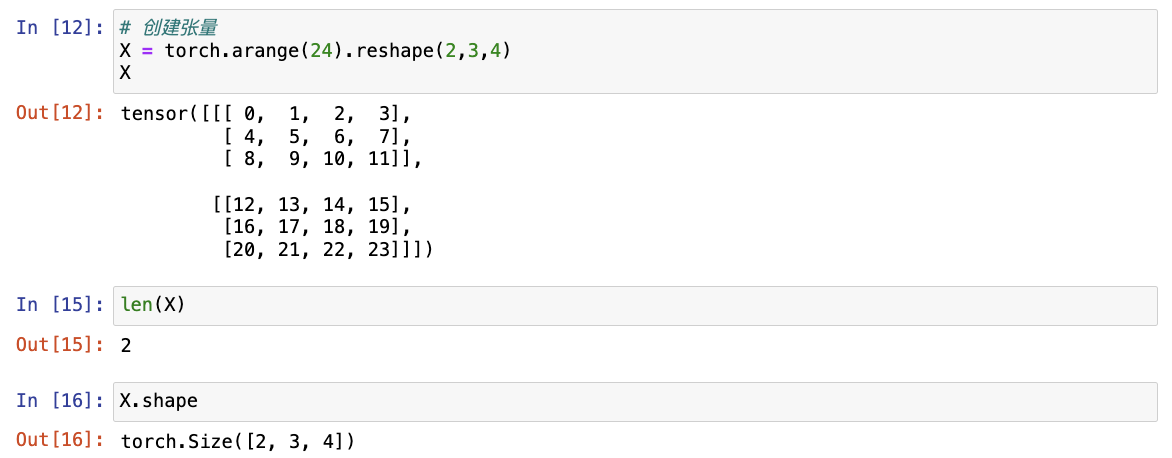 In [12]: # 创建张量
X = torch.arange(24).reshape(2,3,4)
X
Out[12]: tensor([[[ 0,  1,  2,  3],
[ 4,  5,  6,  7],
[ 8,  9, 10, 11]],
[[12, 13, 14, 15],
[16, 17, 18, 19],
[20, 21, 22, 23]]])
In [15]: len(X)
Out[15]: 2
In [16]: X.shape
Out[16]: torch.Size([2, 3, 4])